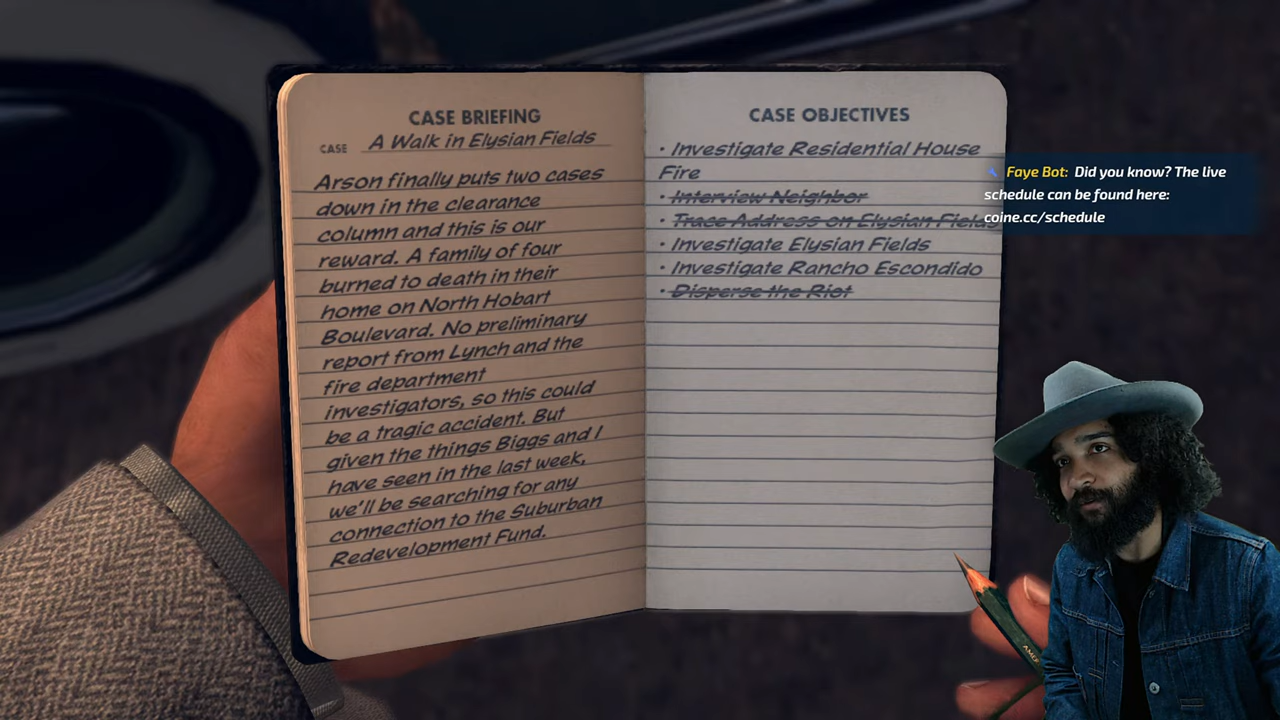 CASE BRIEFING
CASE A Walk in Elysian Fields
Arson finally puts two cases
down in the clearance
column and this is our
reward. A family of four
burned to death in their
home on North Hobart
Boulevard. No preliminary
report from Lynch and the
fire department
investigators, so this could
be a tragic accident. But
given the things Biggs and I
have seen in the last week,
we'll be searching for any
connection to the Suburban
Redevelopment Fund.
CASE OBJECTIVES
· Investigate Residential House
Fire
· Interview Neighbor
· Trace Address on Elysian Fields
· Investigate Elysian Fields
· Investigate Rancho Escondido
· Disperse the Riot
Faye Bot: Did you know? The live
schedule can be found here:
coine.cc/schedule